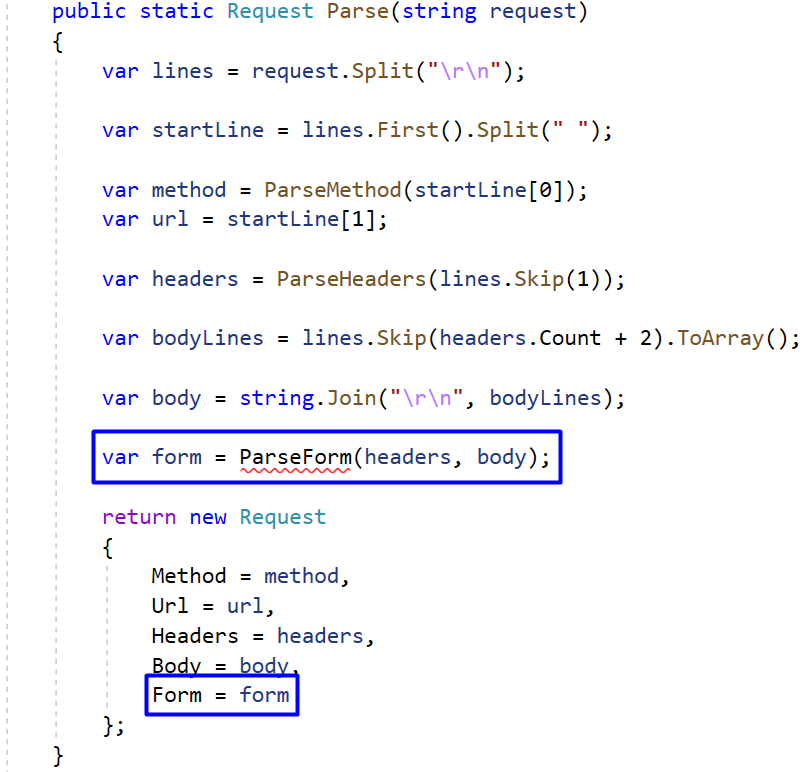 public static Request Parse(string request)
{
var lines = request.Split("\r\n");
var startLine = lines.First().Split(" ");
var method = ParseMethod(startLine[0]);
var url = startLine[1];
var headers = ParseHeaders(lines.Skip(1));
var bodyLines = lines.Skip(headers.Count + 2).ToArray();
var body = string.Join("\r\n", bodyLines);
var form = ParseForm(headers, body);
return new Request
{
Method = method,
Url = url,
Headers = headers,
Body = body,
Form = form
};
}